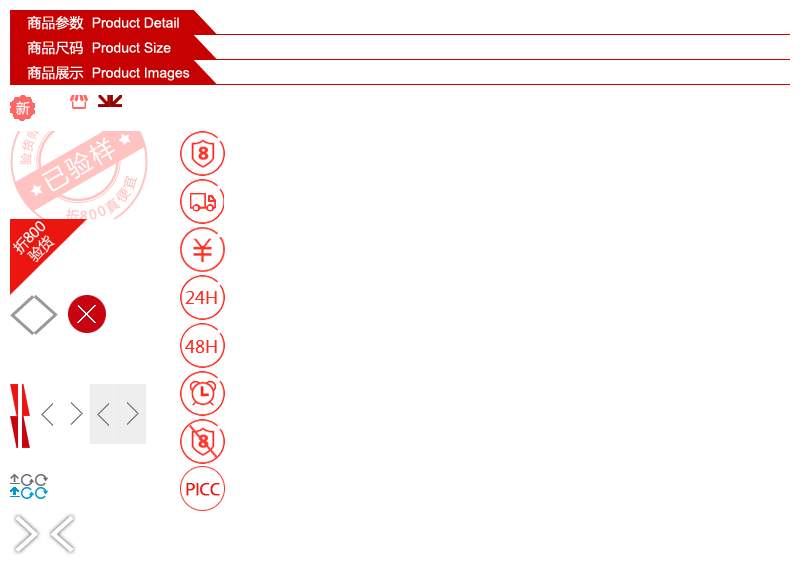 商品参数 Product Detail
商品尺码 Product Size
商品展示 Product Images
新
验货师
已验样
折800真便宜
折800
验货
8
¥
24H
48H
8
PICC